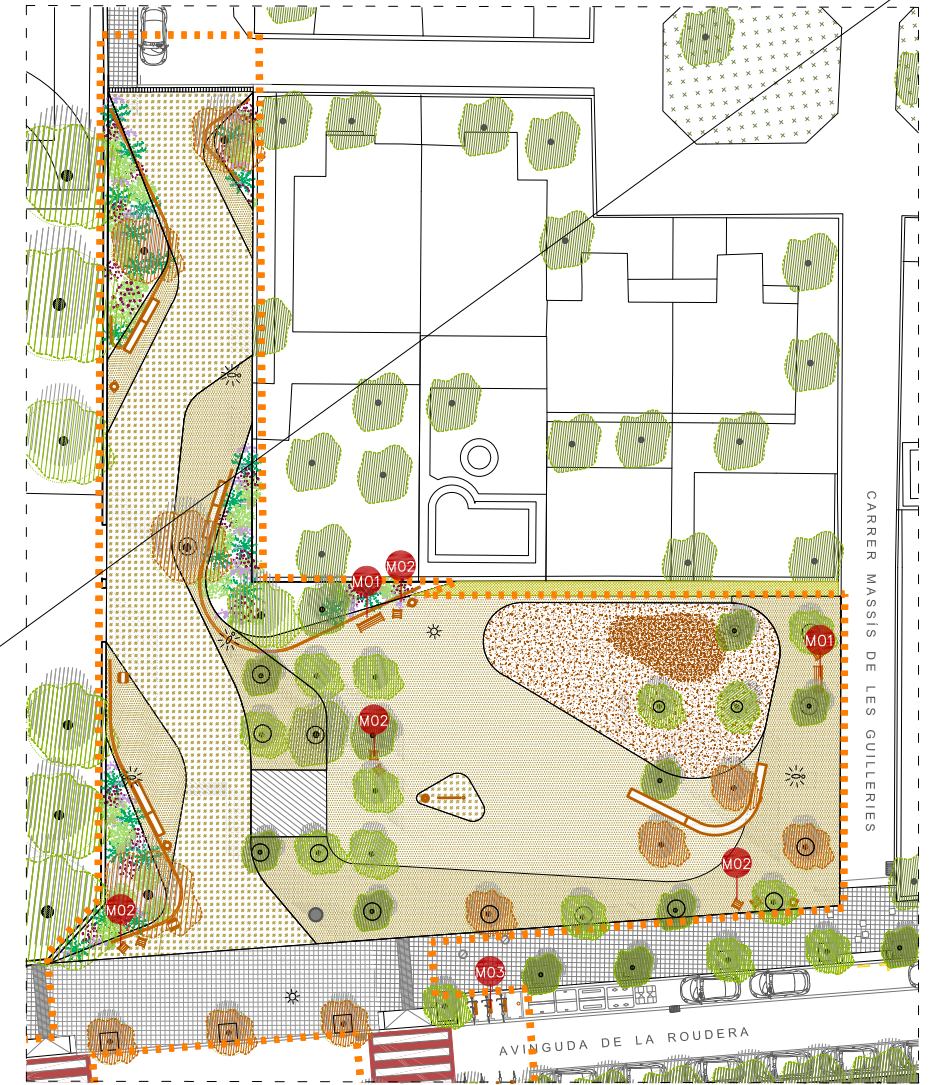 M02
M01
M01
M02
M02
M02
M03
CARRER MASSÍS DE LES GUILLERIES
AVINGUDA DE LA ROUDERA